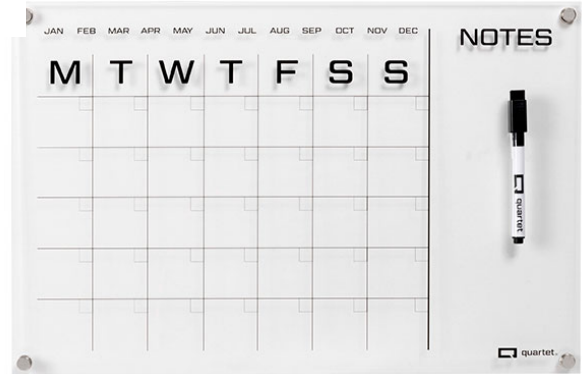 JAN FEB MAR APR MAY JUN JUL AUG SEP OCT NOV DEC
M T W T F S S
NOTES
quartet
quartet.